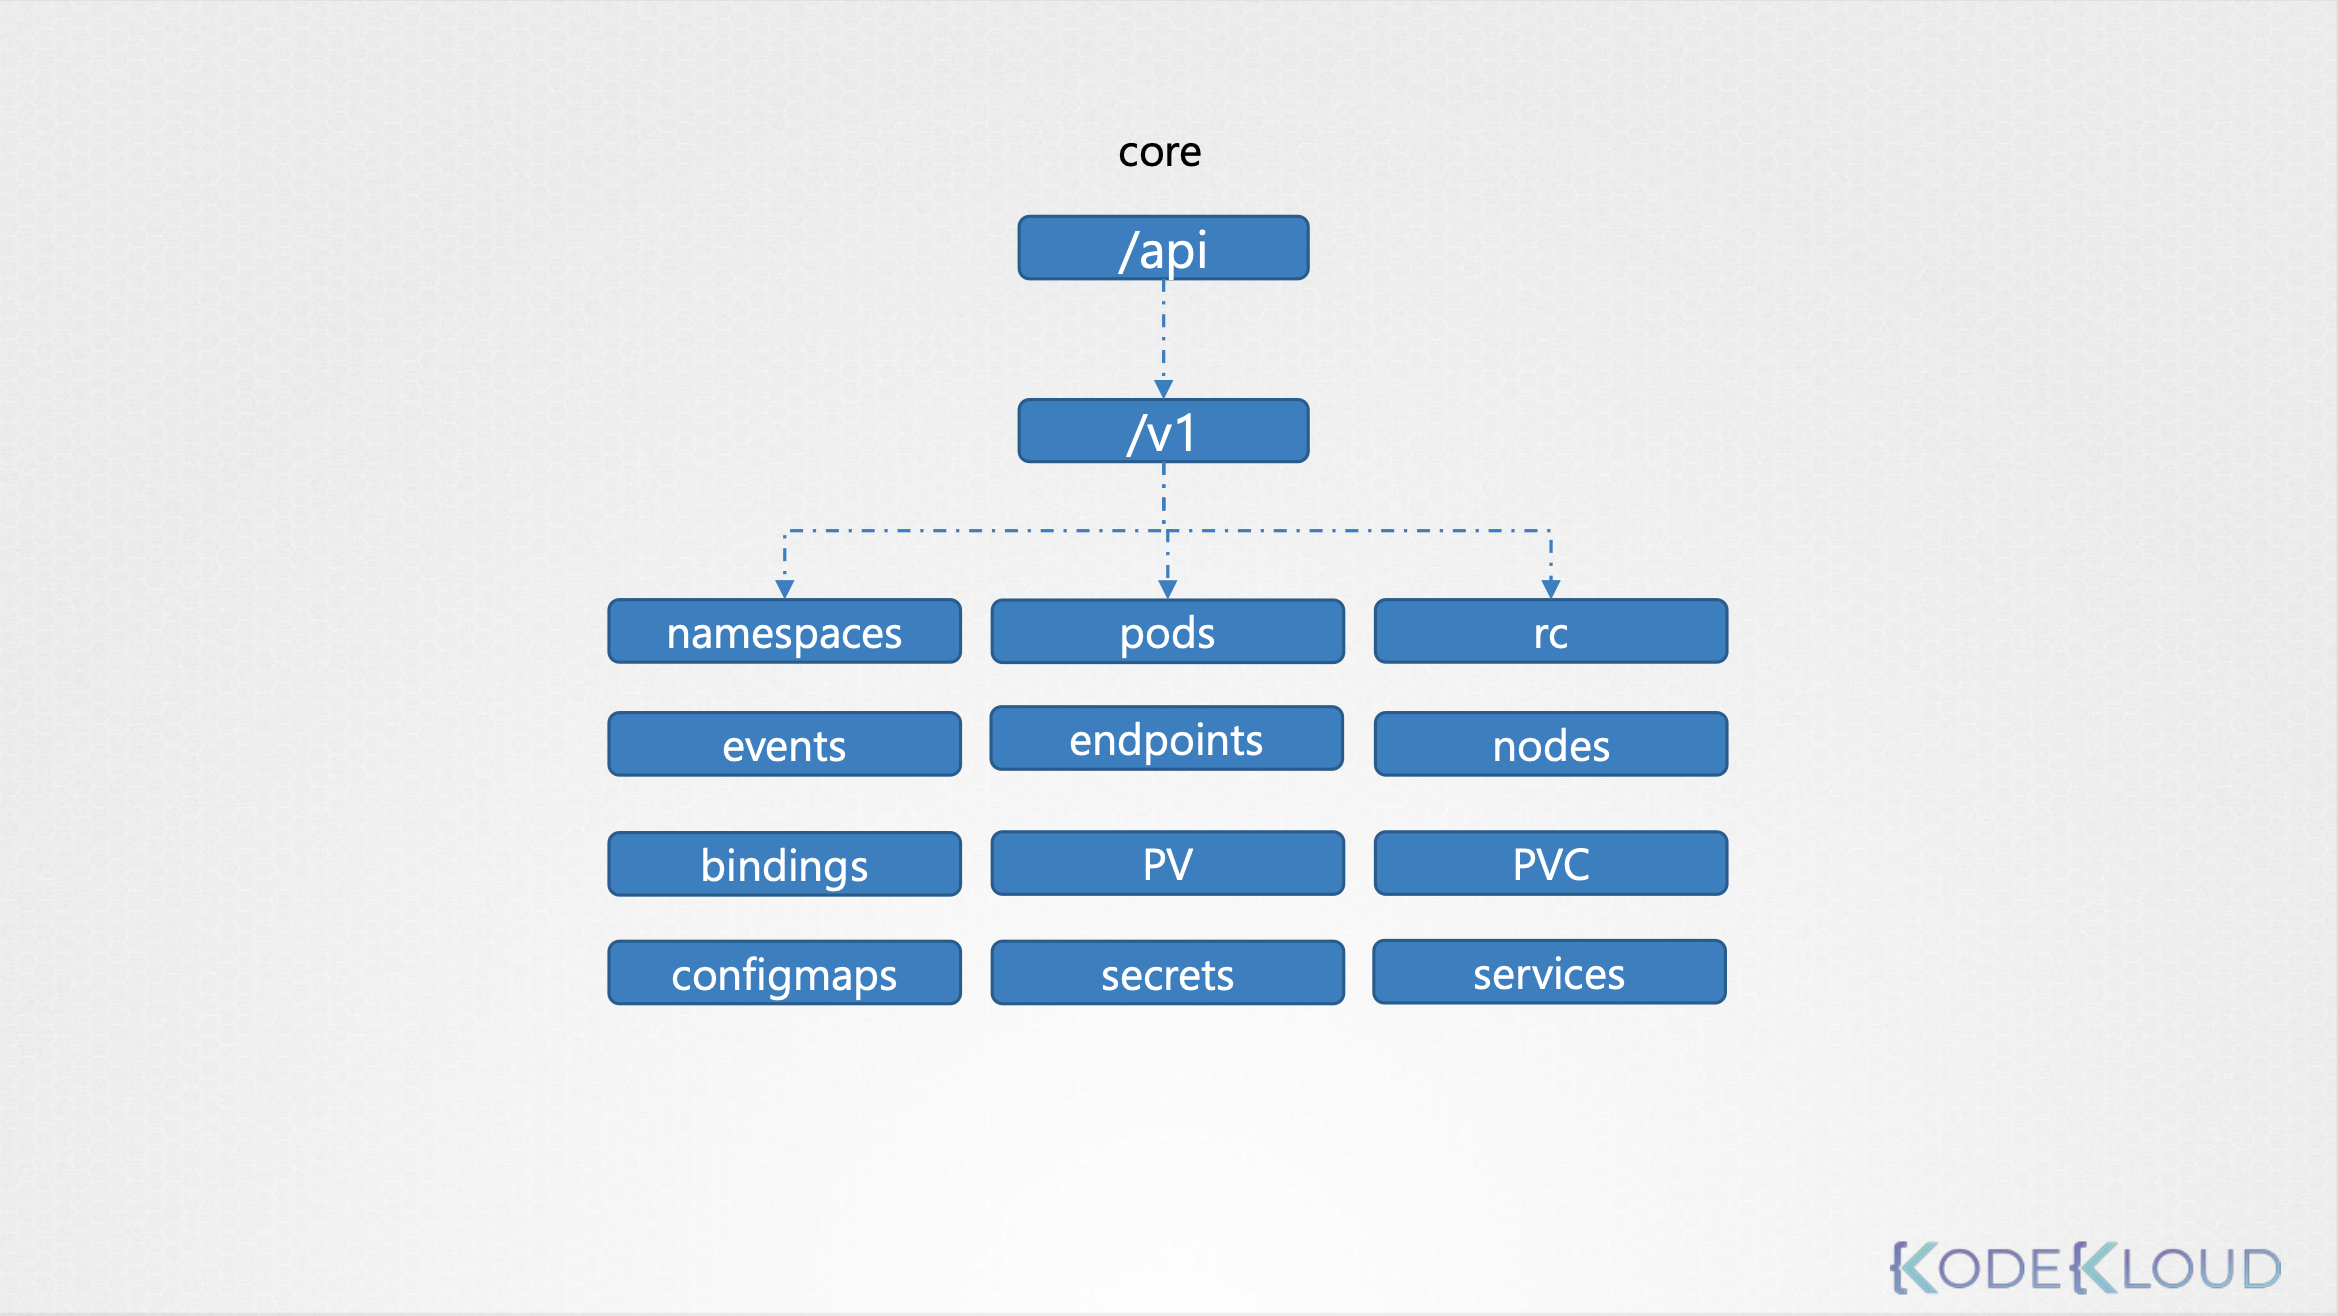 core
/api
/v1
namespaces
pods
rc
events
endpoints
nodes
bindings
PV
PVC
configmaps
secrets
services
KODEKLOUD